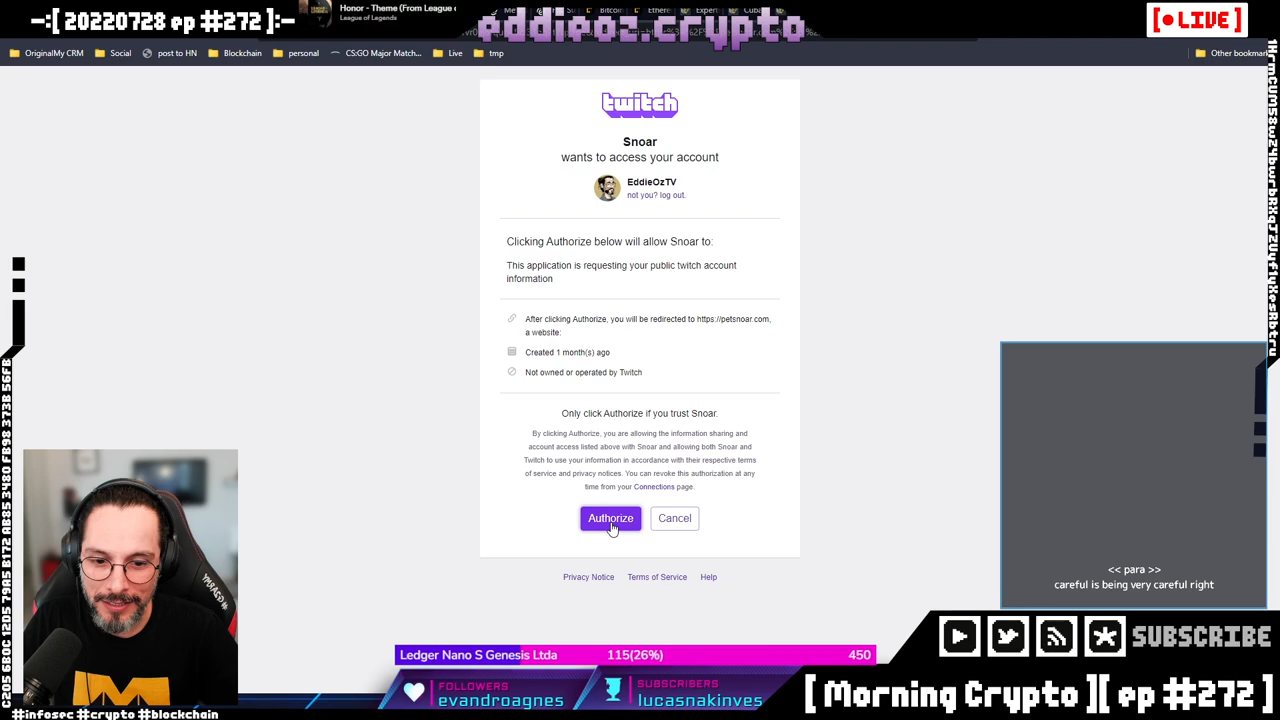 -:[ 20220728 ep #272 ]:-
Honor - Theme (From League o
League of Legends
eddieoz.crypto
[ • LIVE ]
OriginalMy CRM
Social
post to HN
Blockchain
personal
CS:GO Major Match...
Live
tmp
Other bookmar
twitch
Snoar
wants to access your account
EddieOzTV
not you? log out.
Clicking Authorize below will allow Snoar to:
This application is requesting your public twitch account
information
After clicking Authorize, you will be redirected to https://petsnoar.com,
a website:
Created 1 month(s) ago
Not owned or operated by Twitch
Only click Authorize if you trust Snoar.
By clicking Authorize, you are allowing the information sharing and
account access listed above with Snoar and allowing both Snoar and
Twitch to use your information in accordance with their respective terms
of service and privacy notices. You can revoke this authorization at any
time from your Connections page.
Authorize
Cancel
Privacy Notice
Terms of Service
Help
<< para >>
careful is being very careful right
SUBSCRIBE
Ledger Nano S Genesis Ltda
115(26%)
450
FOLLOWERS
evandroagnes
SUBSCRIBERS
lucasnakinves
[ Morning Crypto ][ ep #272 ]
#infosec #crypto #blockchain